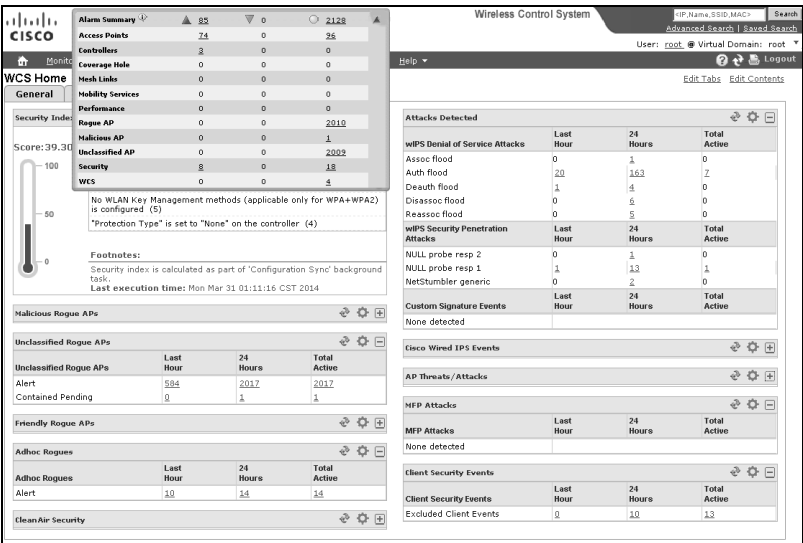 CISCO
Wireless Control System
<IP,Name,SSID,MAC> Search
Advanced Search | Saved Search
User: root @ Virtual Domain: root
Help
Logout
WCS Home
Edit Tabs Edit Contents
General
Alarm Summary 85 0 2128
Access Points 74 0 96
Controllers 3 0 0
Coverage Hole 0 0 0
Mesh Links 0 0 0
Mobility Services 0 0 0
Performance 0 0 0
Rogue AP 0 0 2010
Malicious AP 0 0 1
Unclassified AP 0 0 2009
Security 8 0 18
WCS 0 0 4
Score:39.30
100
50
0
No WLAN Key Management methods (applicable only for WPA+WPA2)
is configured (5)
"Protection Type" is set to "None" on the controller (4)
Footnotes:
Security index is calculated as part of 'Configuration Sync' background
task.
Last execution time: Mon Mar 31 01:11:16 CST 2014
Malicious Rogue APs
Unclassified Rogue APs
Unclassified Rogue APs Last Hour 24 Hours Total Active
Alert 584 2017 2017
Contained Pending 0 1 1
Friendly Rogue APs
Adhoc Rogues
Adhoc Rogues Last Hour 24 Hours Total Active
Alert 10 14 14
CleanAir Security
Attacks Detected
wIPS Denial of Service Attacks Last Hour 24 Hours Total Active
Assoc flood 0 1 0
Auth flood 20 163 7
Deauth flood 1 4 0
Disassoc flood 0 6 0
Reassoc flood 0 5 0
wIPS Security Penetration Attacks Last Hour 24 Hours Total Active
NULL probe resp 2 0 1 0
NULL probe resp 1 1 13 1
NetStumbler generic 0 2 0
Custom Signature Events Last Hour 24 Hours Total Active
None detected
Cisco Wired IPS Events
AP Threats/Attacks
MFP Attacks
MFP Attacks Last Hour 24 Hours Total Active
None detected
Client Security Events
Client Security Events Last Hour 24 Hours Total Active
Excluded Client Events 0 10 13